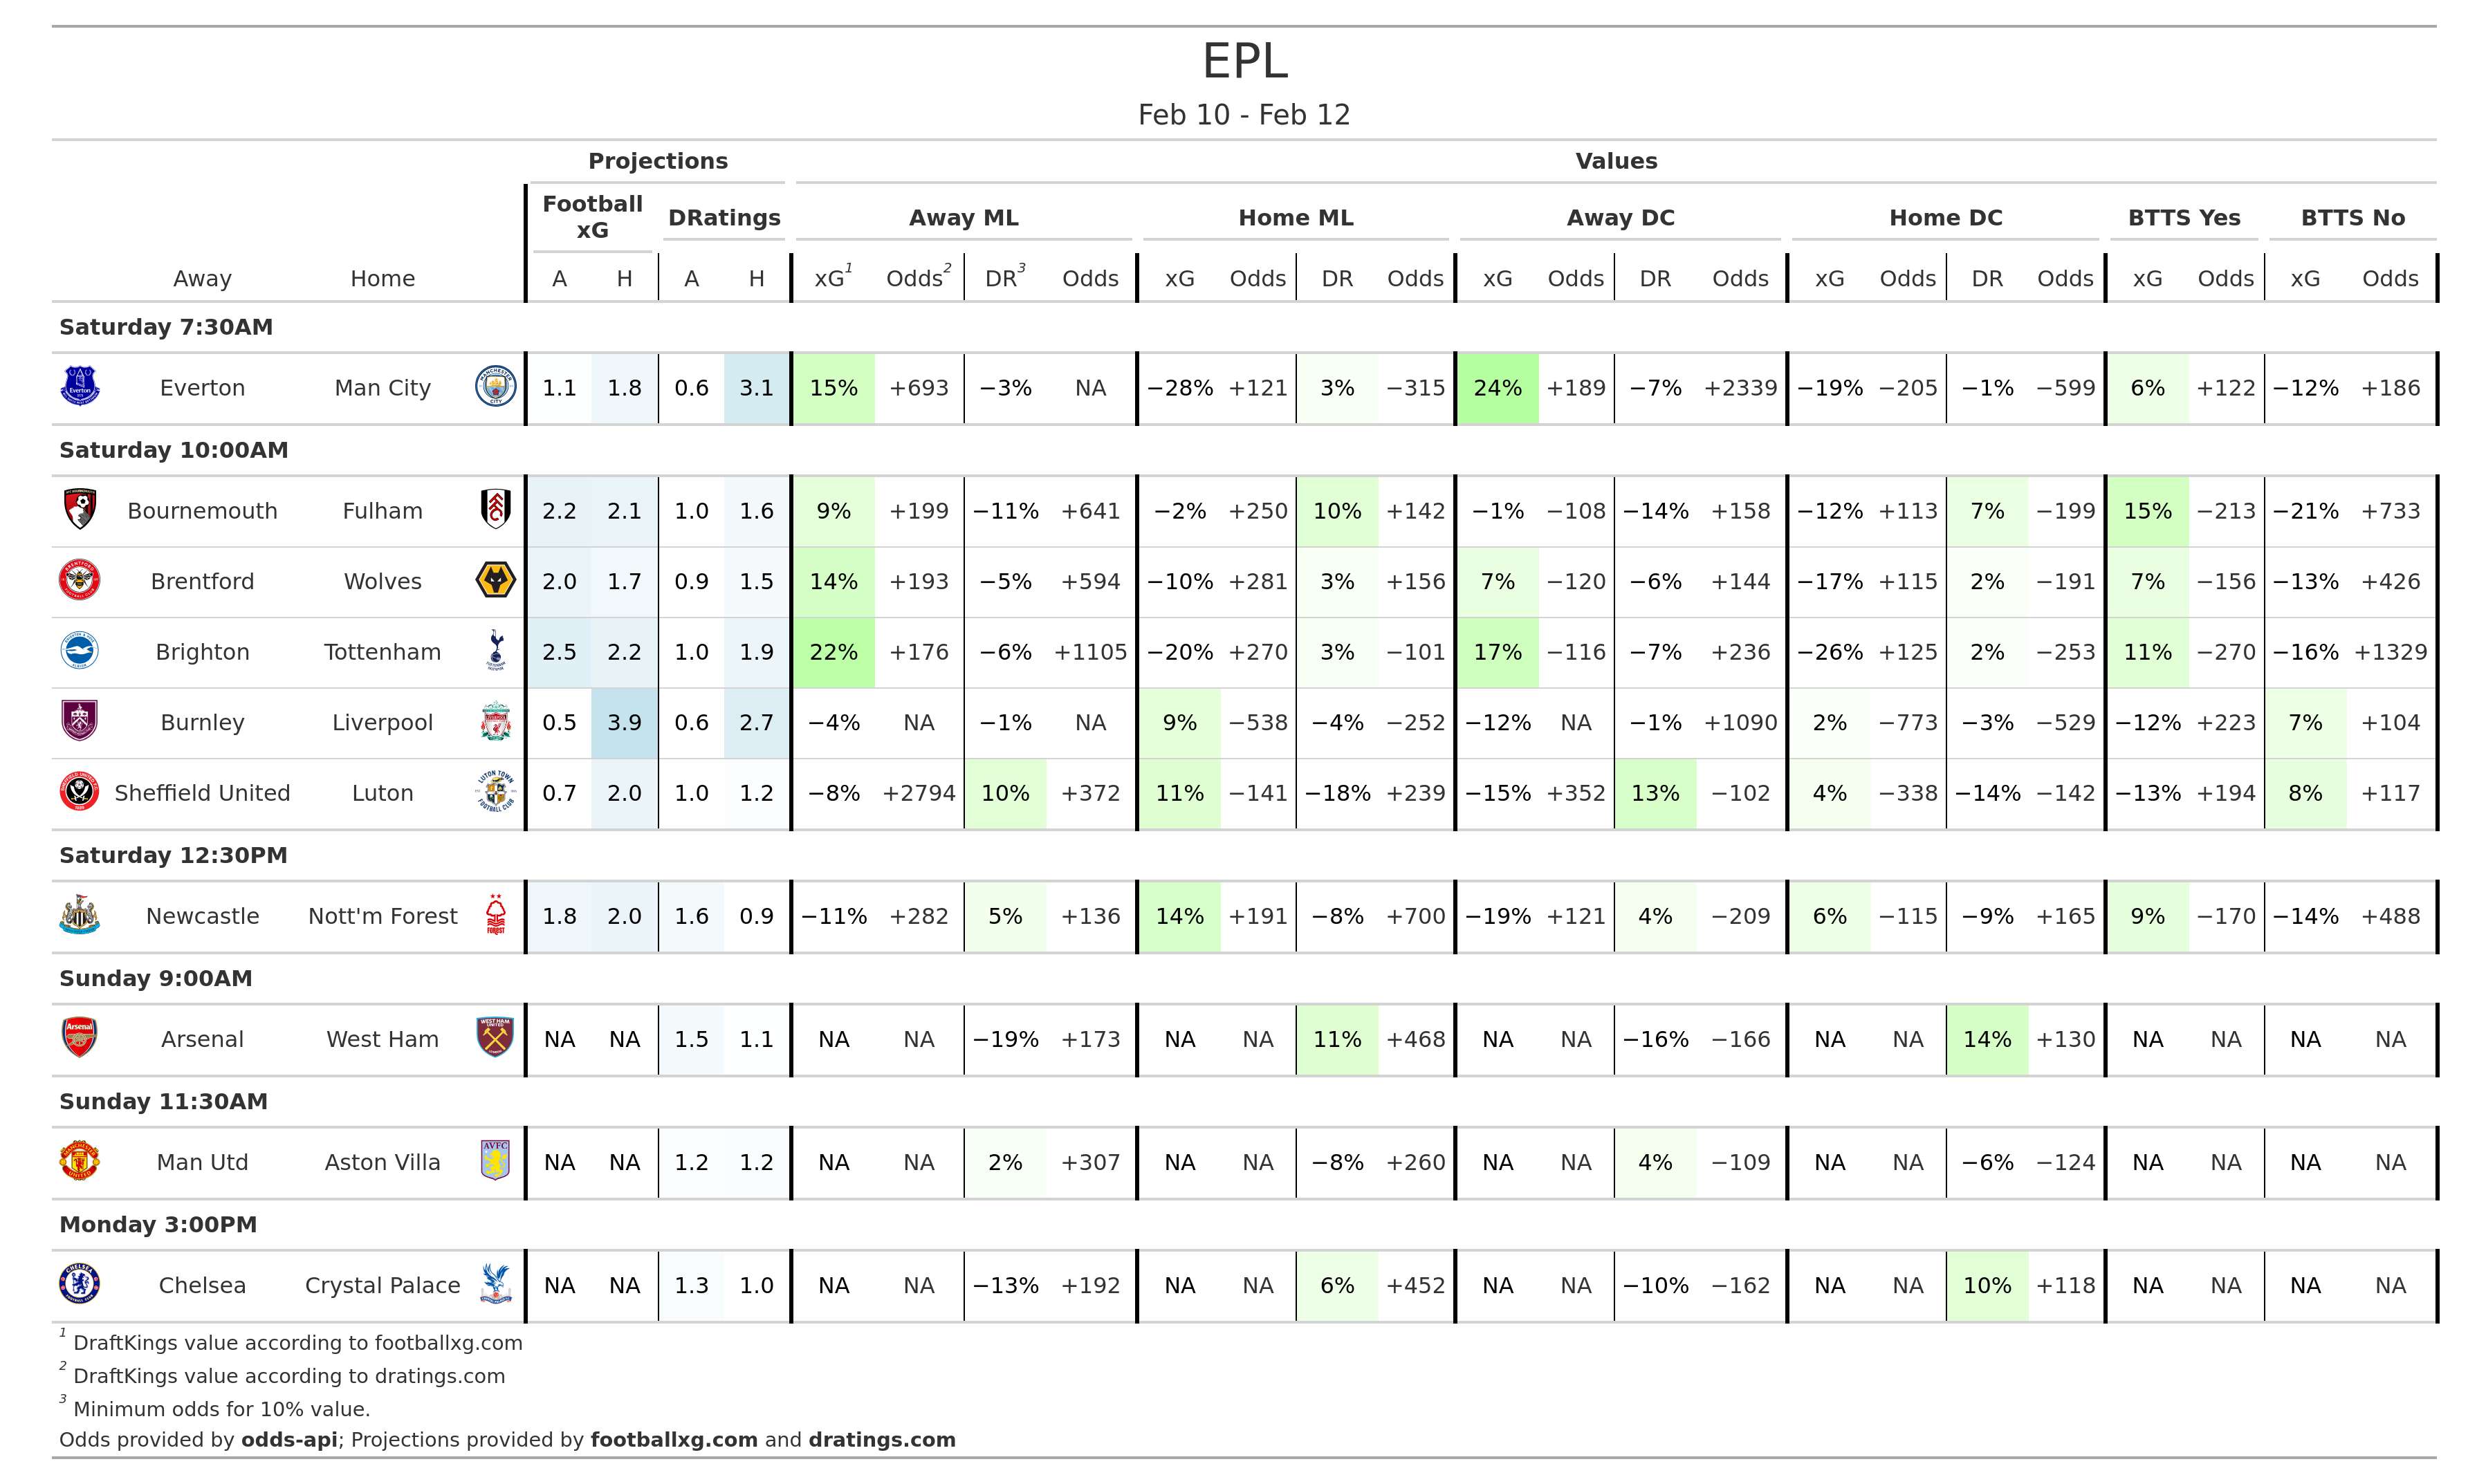 EPL
Feb 10 - Feb 12
Projections Values
Football xG DRatings Away ML Home ML Away DC Home DC BTTS Yes BTTS No
Away Home A H A H xG1 Odds2 DR3 Odds xG Odds DR Odds xG Odds DR Odds xG Odds DR Odds xG Odds xG Odds
Saturday 7:30AM
Everton Man City 1.1 1.8 0.6 3.1 15% +693 −3% NA −28% +121 3% −315 24% +189 −7% +2339 −19% −205 −1% −599 6% +122 −12% +186
Saturday 10:00AM
Bournemouth Fulham 2.2 2.1 1.0 1.6 9% +199 −11% +641 −2% +250 10% +142 −1% −108 −14% +158 −12% +113 7% −199 15% −213 −21% +733
Brentford Wolves 2.0 1.7 0.9 1.5 14% +193 −5% +594 −10% +281 3% +156 7% −120 −6% +144 −17% +115 2% −191 7% −156 −13% +426
Brighton Tottenham 2.5 2.2 1.0 1.9 22% +176 −6% +1105 −20% +270 3% −101 17% −116 −7% +236 −26% +125 2% −253 11% −270 −16% +1329
Burnley Liverpool 0.5 3.9 0.6 2.7 −4% NA −1% NA 9% −538 −4% −252 −12% NA −1% +1090 2% −773 −3% −529 −12% +223 7% +104
Sheffield United Luton 0.7 2.0 1.0 1.2 −8% +2794 10% +372 11% −141 −18% +239 −15% +352 13% −102 4% −338 −14% −142 −13% +194 8% +117
Saturday 12:30PM
Newcastle Nott'm Forest 1.8 2.0 1.6 0.9 −11% +282 5% +136 14% +191 −8% +700 −19% +121 4% −209 6% −115 −9% +165 9% −170 −14% +488
Sunday 9:00AM
Arsenal West Ham NA NA 1.5 1.1 NA NA −19% +173 NA NA 11% +468 NA NA −16% −166 NA NA 14% +130 NA NA NA NA
Sunday 11:30AM
Man Utd Aston Villa NA NA 1.2 1.2 NA NA 2% +307 NA NA −8% +260 NA NA 4% −109 NA NA −6% −124 NA NA NA NA
Monday 3:00PM
Chelsea Crystal Palace NA NA 1.3 1.0 NA NA −13% +192 NA NA 6% +452 NA NA −10% −162 NA NA 10% +118 NA NA NA NA
1 DraftKings value according to footballxg.com
2 DraftKings value according to dratings.com
3 Minimum odds for 10% value.
Odds provided by odds-api; Projections provided by footballxg.com and dratings.com